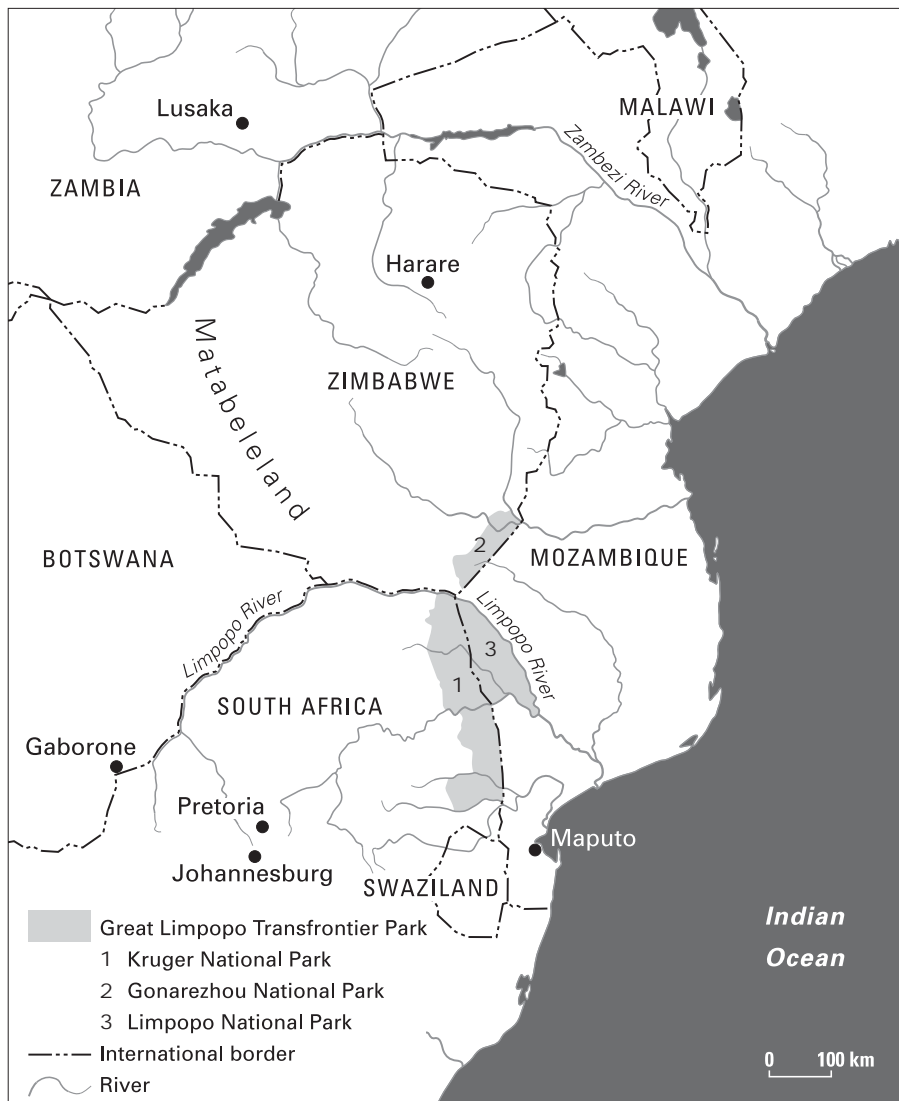 Lusaka
MALAWI
Zambezi River
ZAMBIA
Harare
Matabeleland
ZIMBABWE
2
MOZAMBIQUE
BOTSWANA
Limpopo River
Limpopo River
3
1
SOUTH AFRICA
Gaborone
Pretoria
Maputo
Johannesburg
SWAZILAND
Indian
Ocean
Great Limpopo Transfrontier Park
1 Kruger National Park
2 Gonarezhou National Park
3 Limpopo National Park
International border
River
0 100 km